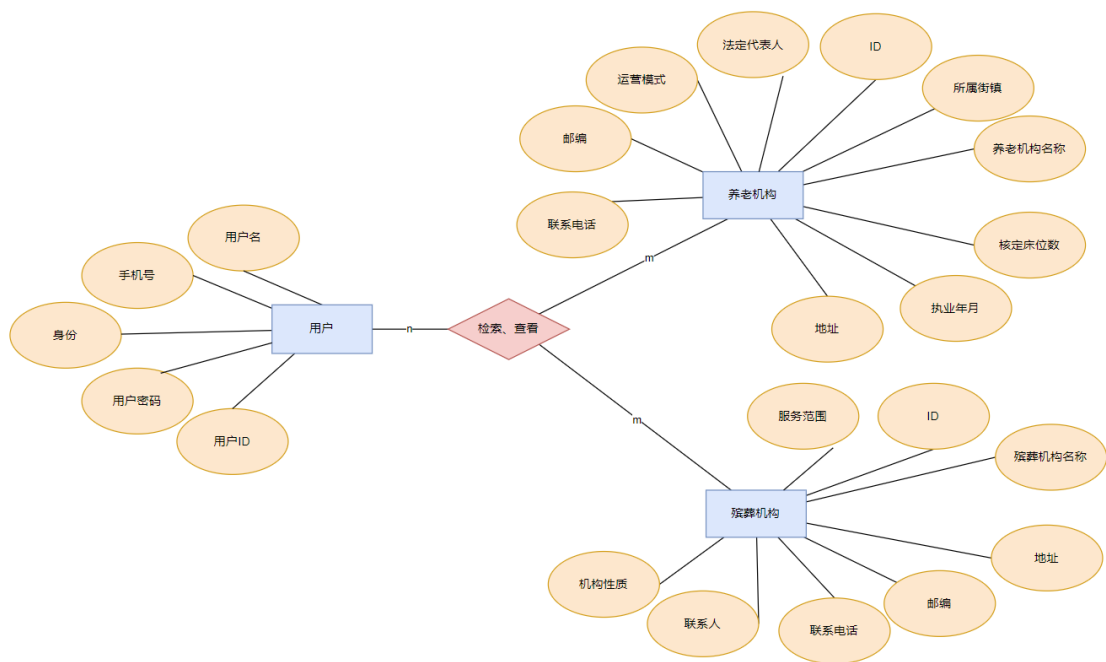 法定代表人
ID
运营模式
所属街镇
邮编
养老机构名称
养老机构
联系电话
核定床位数
用户名
m
手机号
执业年月
身份
用户
n
检索、查看
地址
用户密码
用户ID
服务范围
ID
m
殡葬机构名称
殡葬机构
地址
机构性质
邮编
联系人
联系电话